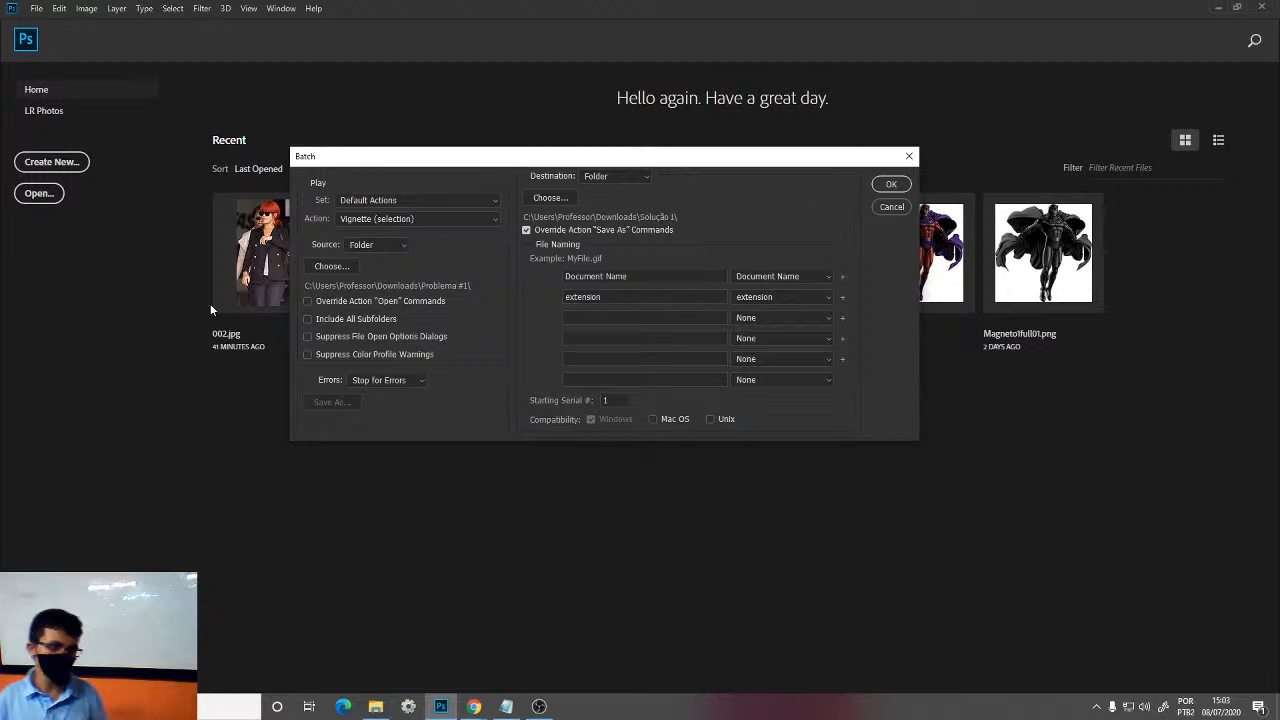 Ps File Edit Image Layer Type Select Filter 3D View Window Help
Ps
Home
LR Photos
Create New...
Open...
Hello again. Have a great day.
Recent
Sort Last Opened
Filter Filter Recent Files
002.jpg
41 MINUTES AGO
Magneto1full01.png
2 DAYS AGO
Batch
Play
Set: Default Actions
Action: Vignette (selection)
Source: Folder
Choose...
C:\Users\Professor\Downloads\Problema #1\
Override Action "Open" Commands
Include All Subfolders
Suppress File Open Options Dialogs
Suppress Color Profile Warnings
Errors: Stop for Errors
Save As...
Destination: Folder
Choose...
C:\Users\Professor\Downloads\Solução 1\
Override Action "Save As" Commands
File Naming
Example: MyFile.gif
Document Name Document Name +
extension extension +
None +
None +
None +
None
Starting Serial #: 1
Compatibility: Windows Mac OS Unix
OK
Cancel
Ps
POR
PTB2
15:03
08/07/2020